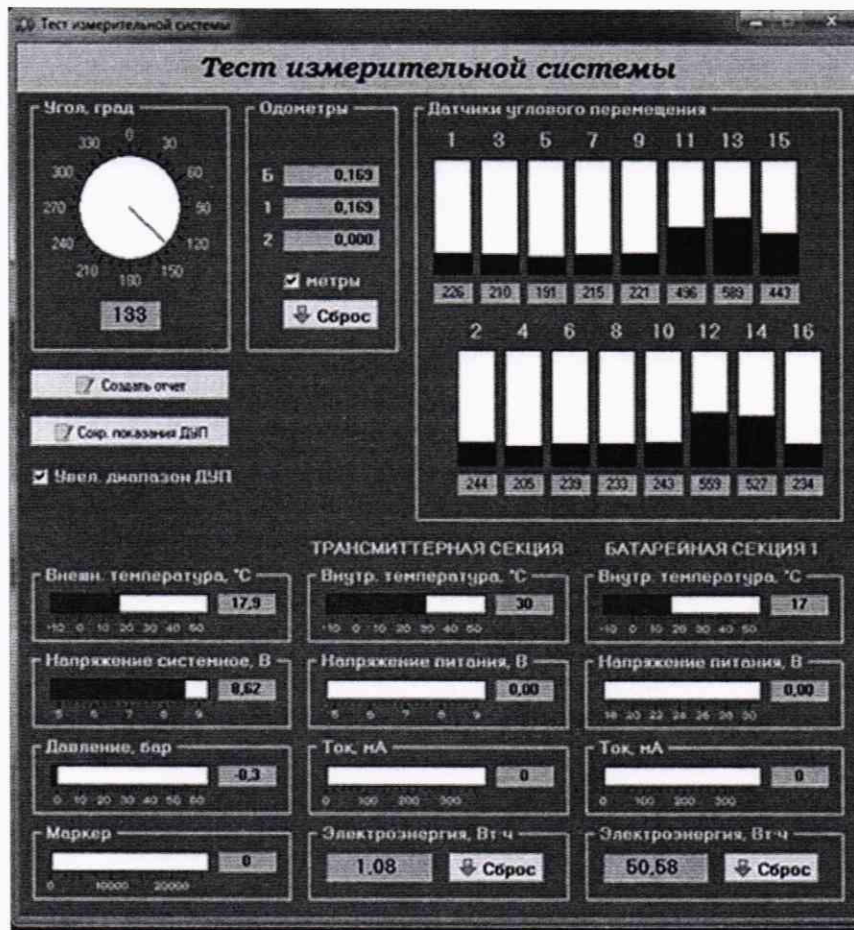 Тест измерительной системы
Тест измерительной системы
Угол, град
0
330 30
300 60
270 90
240 120
210 150
180
133
Одометры
Б 0,169
1 0,169
2 0,000
метры
Сброс
Датчики углового перемещения
1 3 5 7 9 11 13 15
226 210 191 215 221 496 589 443
2 4 6 8 10 12 14 16
244 205 239 233 243 559 527 234
Создать отчет
Сохр. показания ДУП
Увел. диапазон ДУП
ТРАНСМИТТЕРНАЯ СЕКЦИЯ БАТАРЕЙНАЯ СЕКЦИЯ 1
Внешн. температура, °C
17,9
-10 0 10 20 30 40 50
Внутр. температура, °C
30
-10 0 10 20 30 40 50
Внутр. температура, °C
17
-10 0 10 20 30 40 50
Напряжение системное, В
8,62
5 6 7 8 9
Напряжение питания, В
0,00
5 6 7 8 9
Напряжение питания, В
0,00
18 20 22 24 26 28 30
Давление, бар
-0,3
0 10 20 30 40 50 60
Ток, мА
0
0 100 200 300
Ток, мА
0
0 100 200 300
Маркер
0
0 10000 20000
Электроэнергия, Вт·ч
1,08 Сброс
Электроэнергия, Вт·ч
50,58 Сброс